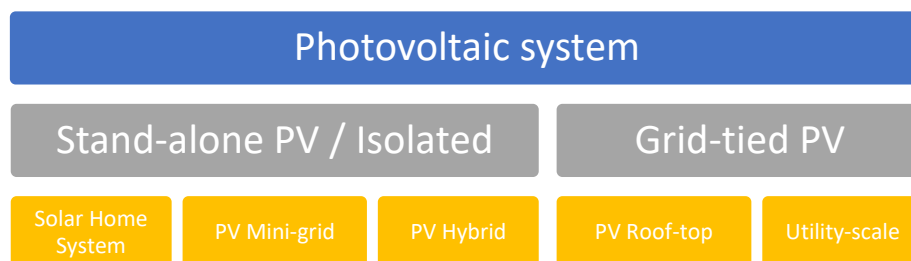 Photovoltaic system
Stand-alone PV / Isolated
Grid-tied PV
Solar Home
System
PV Mini-grid
PV Hybrid
PV Roof-top
Utility-scale